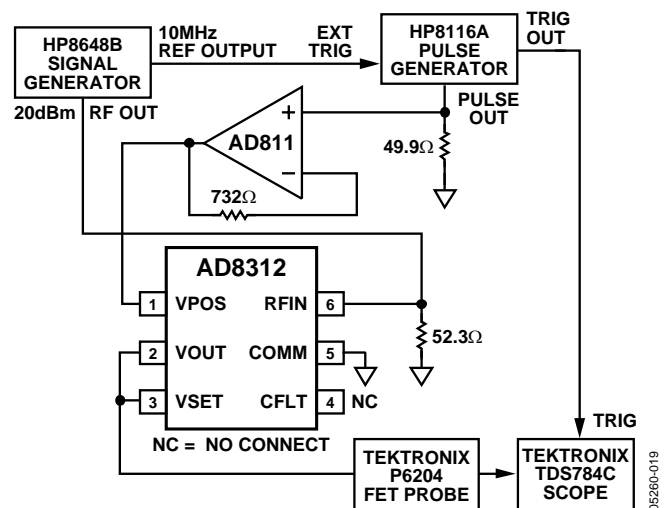 HP8648B
SIGNAL
GENERATOR
10MHz
REF OUTPUT
EXT
TRIG
HP8116A
PULSE
GENERATOR
TRIG
OUT
20dBm
RF OUT
PULSE
OUT
+
AD811
−
49.9Ω
732Ω
AD8312
1 VPOS RFIN 6
2 VOUT COMM 5
3 VSET CFLT 4 NC
52.3Ω
NC = NO CONNECT
TRIG
TEKTRONIX
P6204
FET PROBE
TEKTRONIX
TDS784C
SCOPE
05260-019